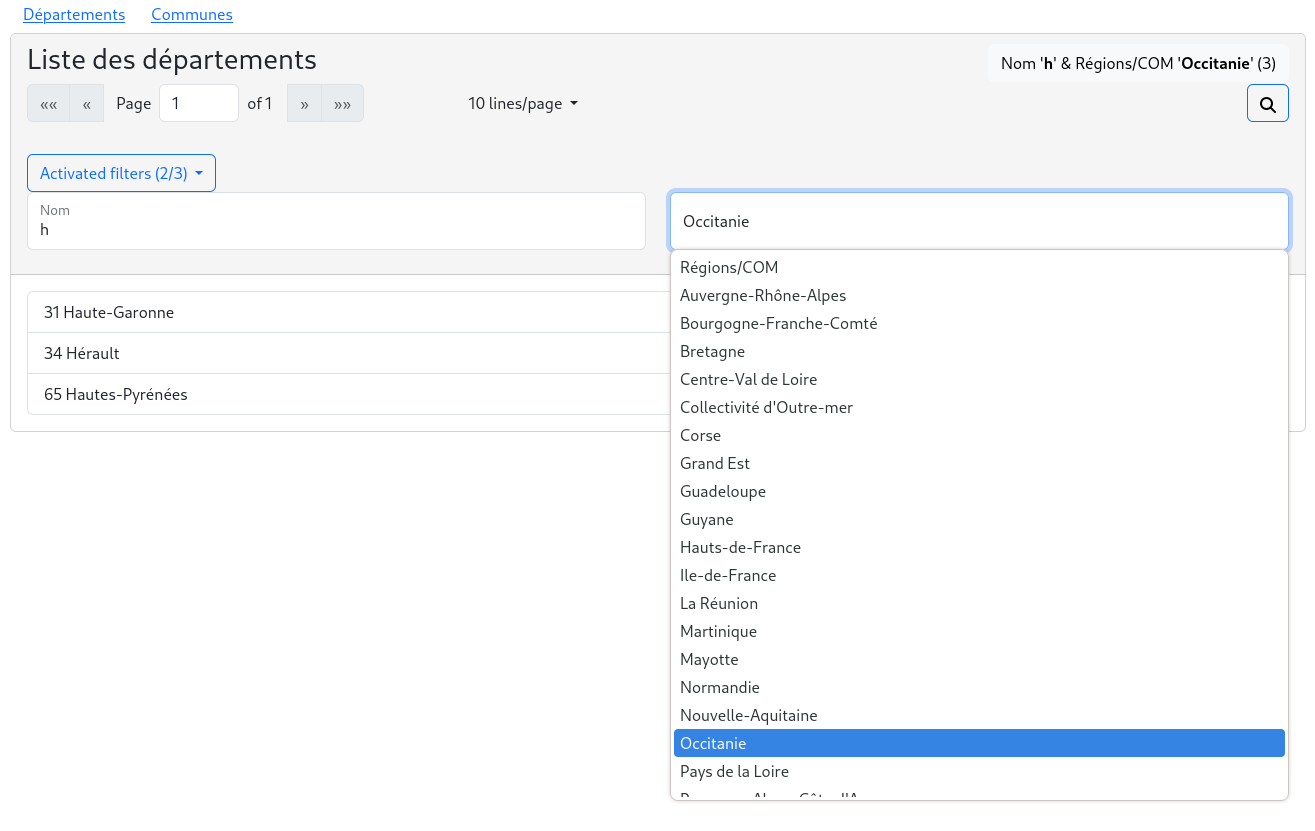 Départements Communes
Liste des départements
Nom 'h' & Régions/COM 'Occitanie' (3)
«« « Page 1 of 1 » »» 10 lines/page
Activated filters (2/3)
Nom
h
Occitanie
Régions/COM
Auvergne-Rhône-Alpes
Bourgogne-Franche-Comté
Bretagne
Centre-Val de Loire
Collectivité d'Outre-mer
Corse
Grand Est
Guadeloupe
Guyane
Hauts-de-France
Ile-de-France
La Réunion
Martinique
Mayotte
Normandie
Nouvelle-Aquitaine
Occitanie
Pays de la Loire
31 Haute-Garonne
34 Hérault
65 Hautes-Pyrénées